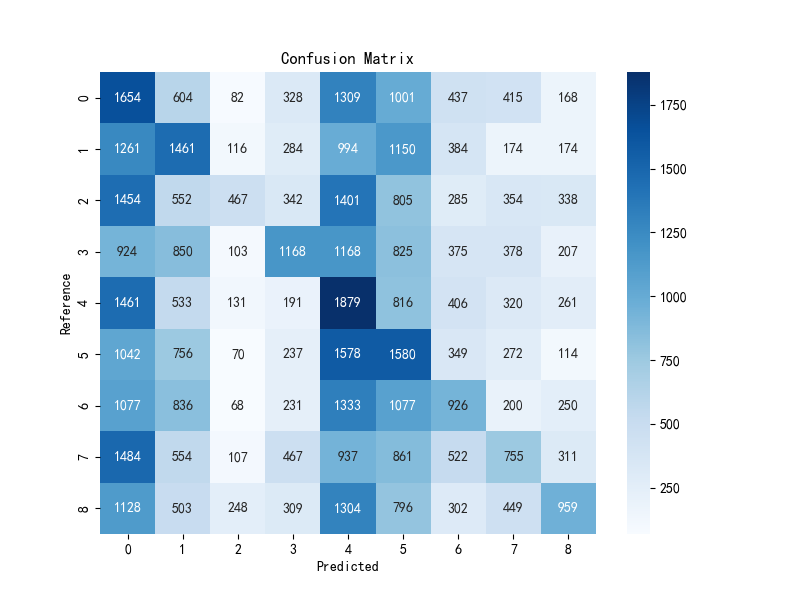 Confusion Matrix
0 1654 604 82 328 1309 1001 437 415 168
1 1261 1461 116 284 994 1150 384 174 174
2 1454 552 467 342 1401 805 285 354 338
3 924 850 103 1168 1168 825 375 378 207
4 1461 533 131 191 1879 816 406 320 261
5 1042 756 70 237 1578 1580 349 272 114
6 1077 836 68 231 1333 1077 926 200 250
7 1484 554 107 467 937 861 522 755 311
8 1128 503 248 309 1304 796 302 449 959
0 1 2 3 4 5 6 7 8
Predicted
Reference
1750
1500
1250
1000
750
500
250